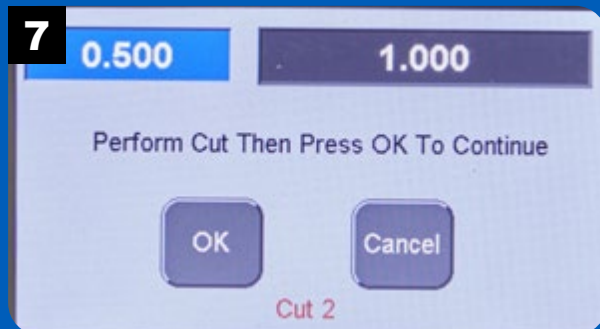 7
0.500 1.000
Perform Cut Then Press OK To Continue
OK Cancel
Cut 2